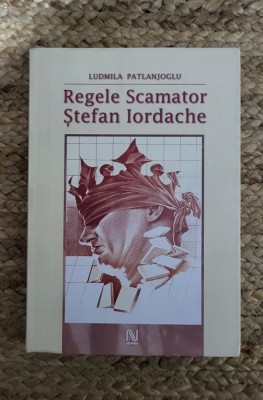 LUDMILA PATLANJOGLU
Regele Scamator
Ștefan Iordache